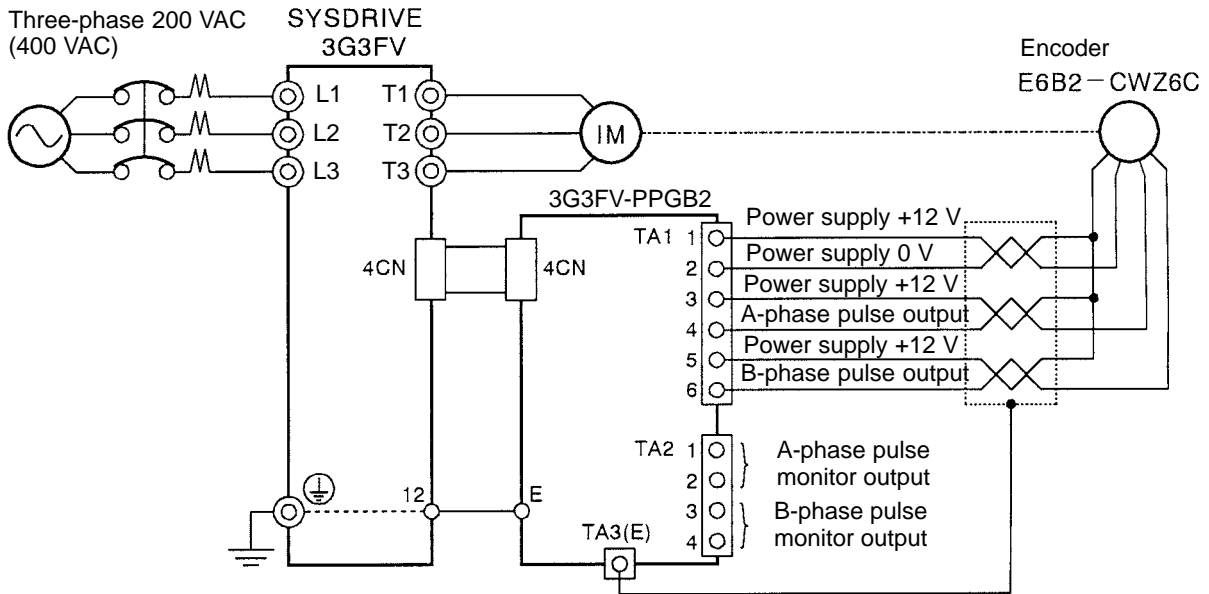 Three-phase 200 VAC
(400 VAC)
SYSDRIVE
3G3FV
Encoder
E6B2-CWZ6C
L1
T1
L2
T2
IM
L3
T3
3G3FV-PPGB2
TA1
1
Power supply +12 V
2
Power supply 0 V
4CN
4CN
3
Power supply +12 V
4
A-phase pulse output
5
Power supply +12 V
6
B-phase pulse output
TA2
1
2
A-phase pulse
monitor output
3
4
B-phase pulse
monitor output
12
E
TA3(E)